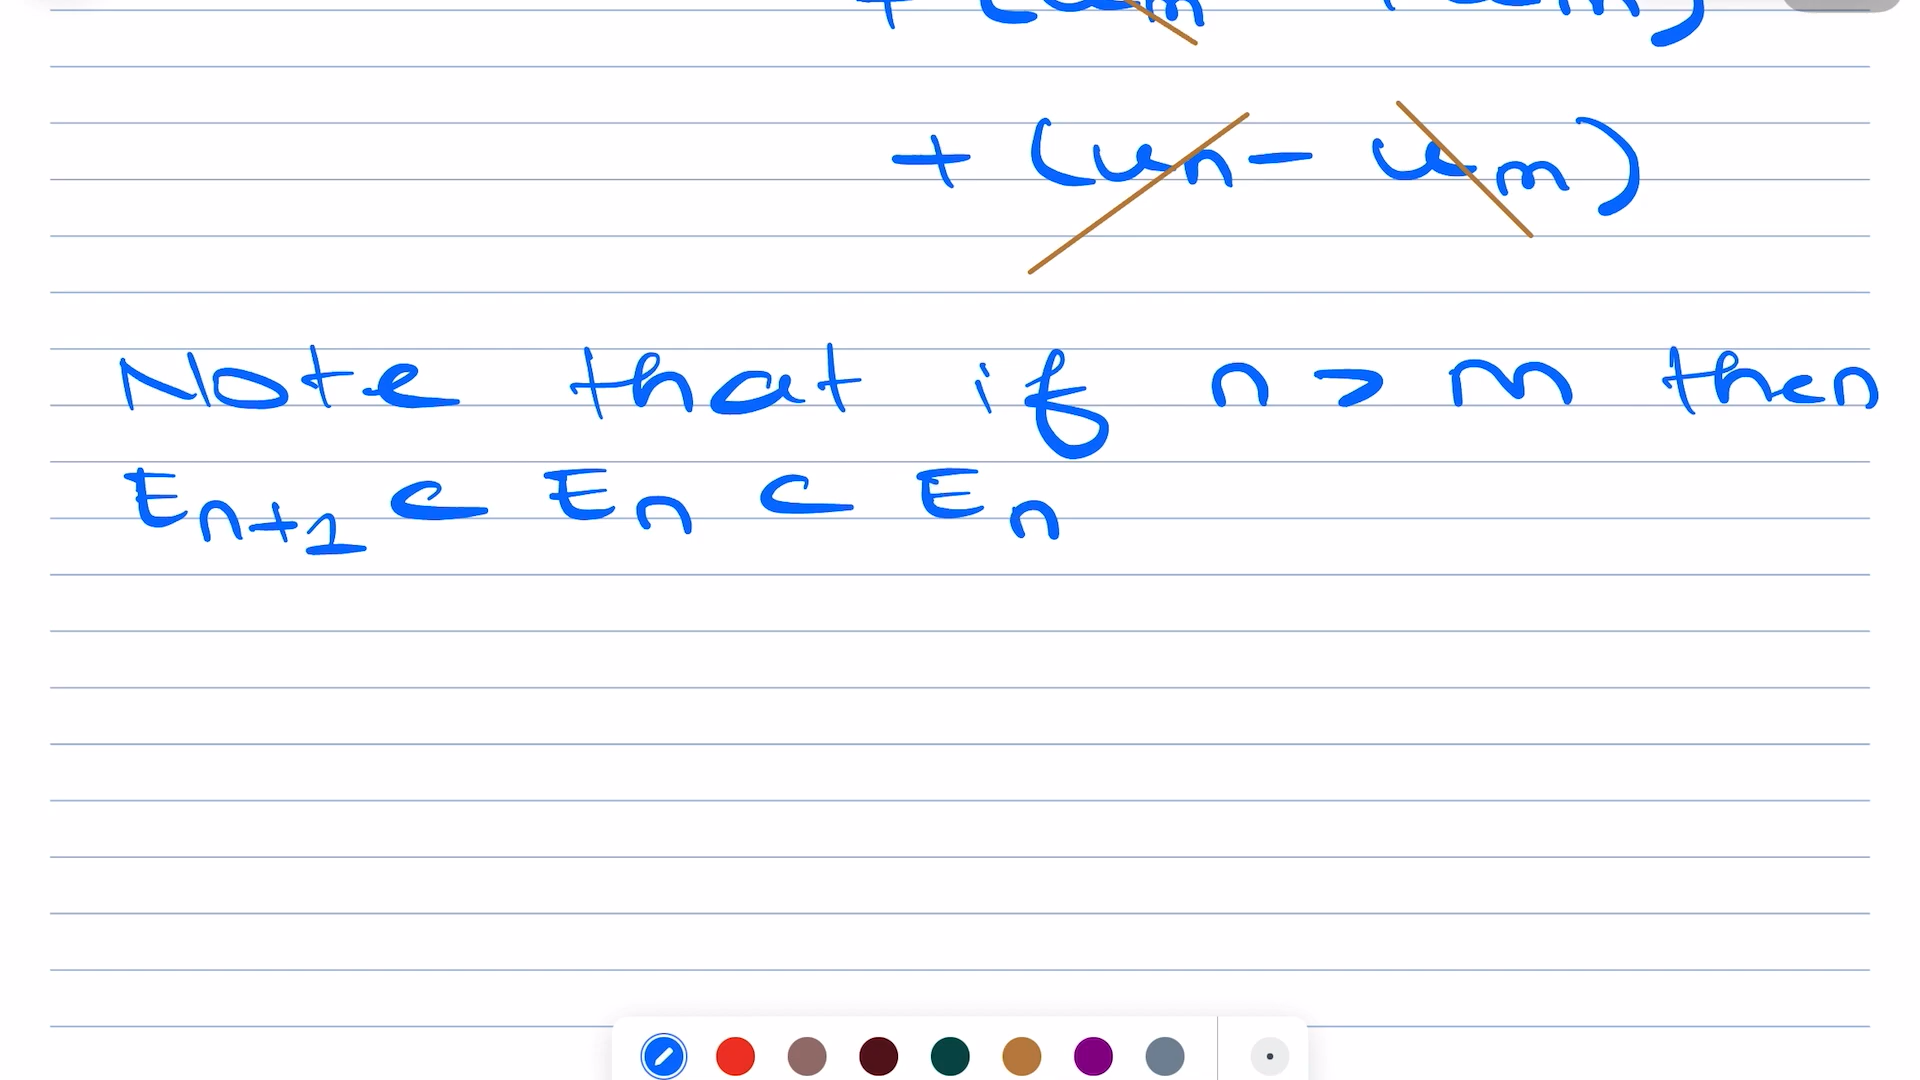 + (un - um)
Note that if n > m then
En+1 ⊂ En ⊂ En